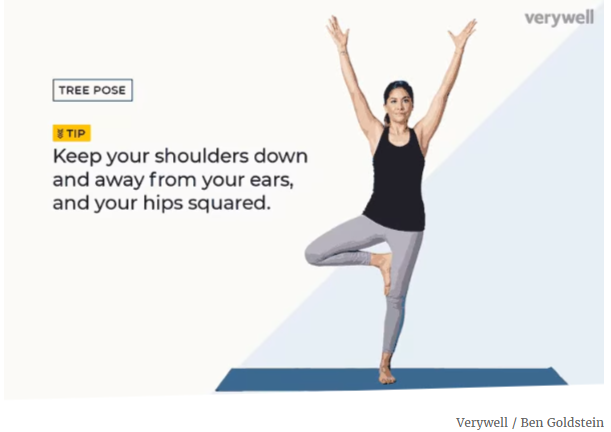 verywell
TREE POSE
TIP
Keep your shoulders down
and away from your ears,
and your hips squared.
Verywell / Ben Goldstein